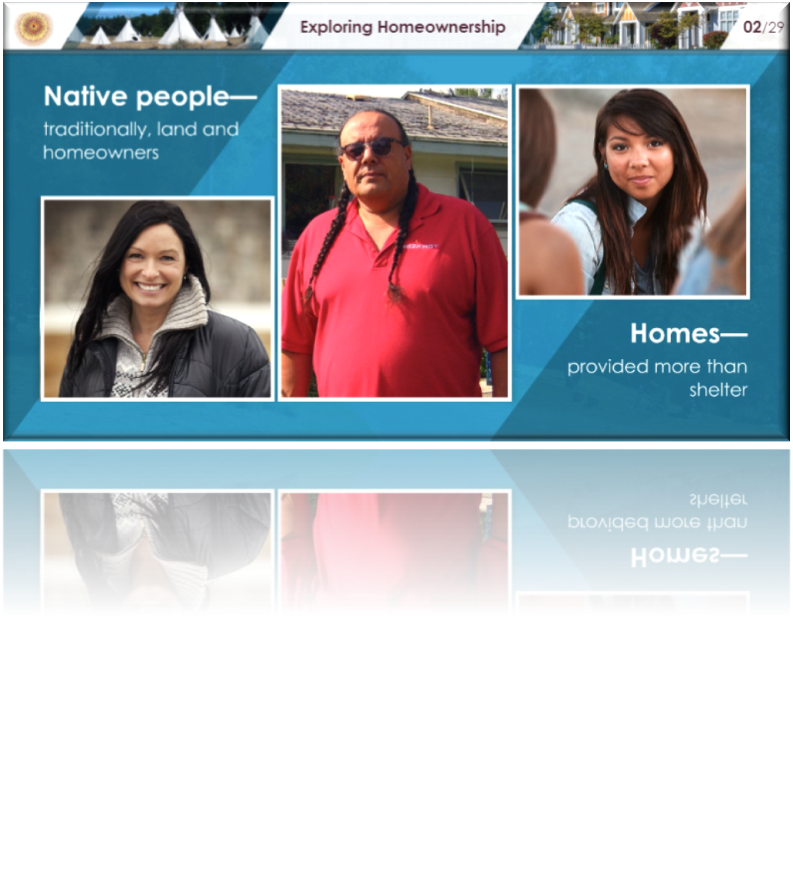 Exploring Homeownership
02/29
Native people—
traditionally, land and
homeowners
Homes—
provided more than
shelter